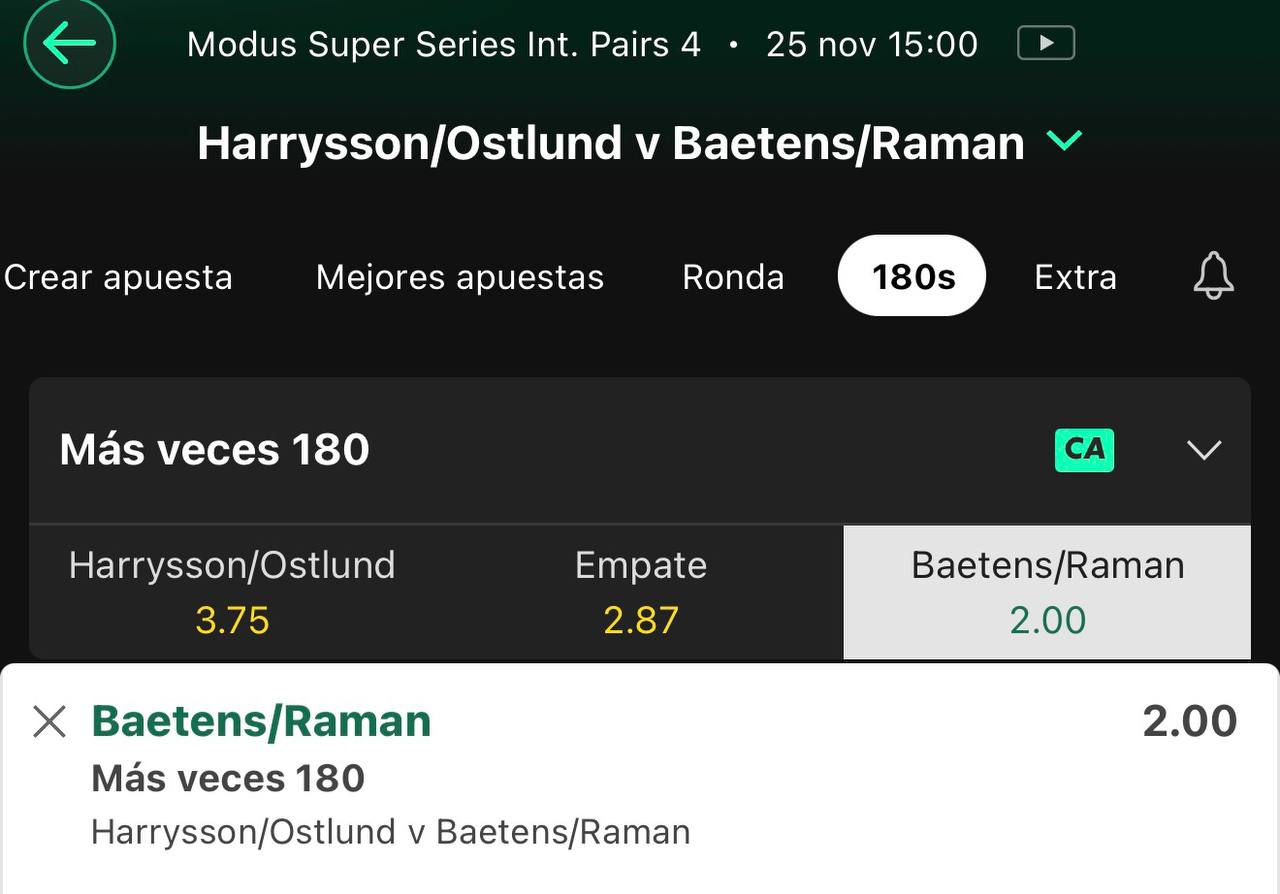 Modus Super Series Int. Pairs 4 • 25 nov 15:00
Harrysson/Ostlund v Baetens/Raman
Crear apuesta Mejores apuestas Ronda 180s Extra
Más veces 180 CA
Harrysson/Ostlund Empate Baetens/Raman
3.75 2.87 2.00
Baetens/Raman 2.00
Más veces 180
Harrysson/Ostlund v Baetens/Raman